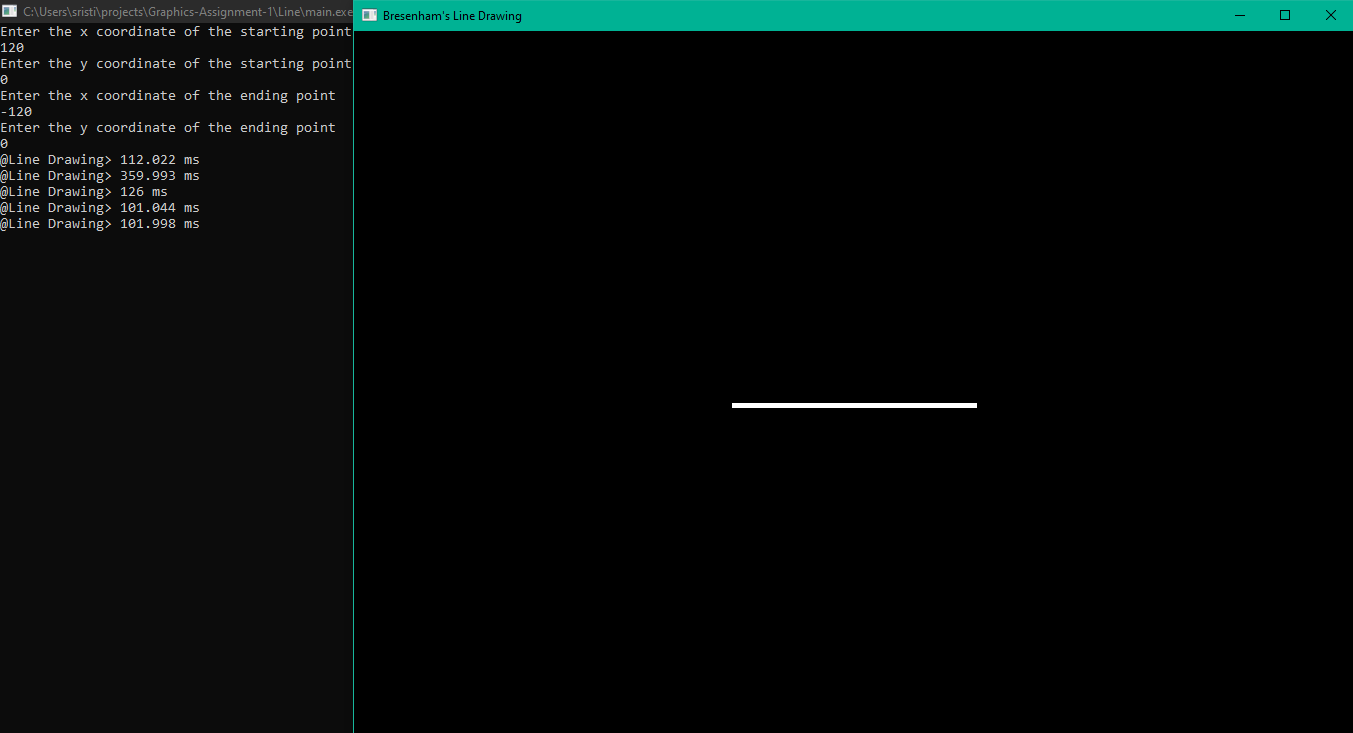 C:\Users\sristi\projects\Graphics-Assignment-1\Line\main.exe
Enter the x coordinate of the starting point
120
Enter the y coordinate of the starting point
0
Enter the x coordinate of the ending point
-120
Enter the y coordinate of the ending point
0
@Line Drawing> 112.022 ms
@Line Drawing> 359.993 ms
@Line Drawing> 126 ms
@Line Drawing> 101.044 ms
@Line Drawing> 101.998 ms
Bresenham's Line Drawing